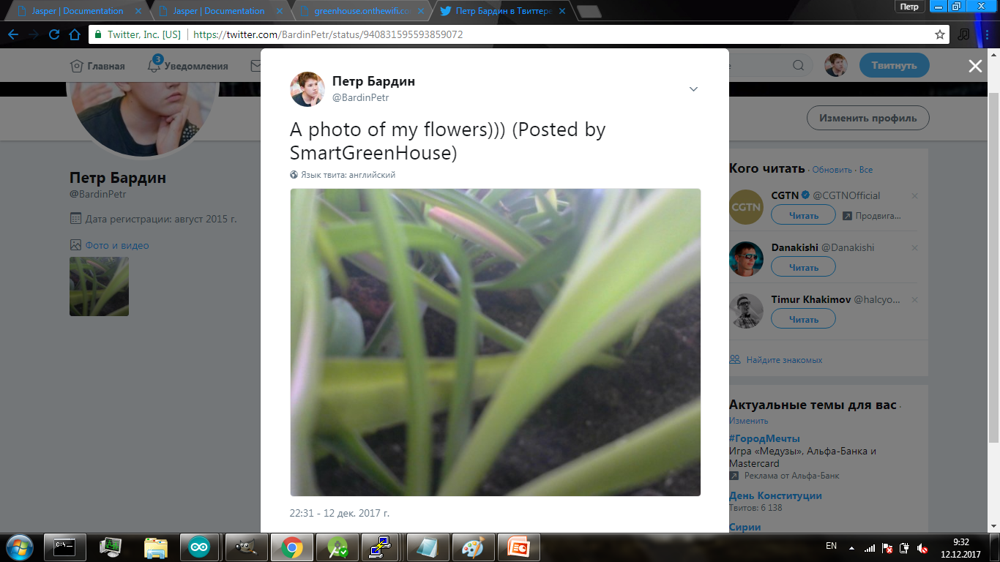 Jasper | Documentation
Jasper | Documentation
greenhouse.onthewifi.co
Петр Бардин в Твиттере
Петр
Twitter, Inc. [US]
https://twitter.com/BardinPetr/status/940831595593859072
Главная
3
Уведомления
Твитнуть
Изменить профиль
Петр Бардин
@BardinPetr
Дата регистрации: август 2015 г.
Фото и видео
Петр Бардин
@BardinPetr
A photo of my flowers))) (Posted by
SmartGreenHouse)
Язык твита: английский
22:31 - 12 дек. 2017 г.
Кого читать · Обновить · Все
CGTN
CGTN @CGTNOfficial
Читать
Продвига...
Danakishi @Danakishi
Читать
Timur Khakimov @halcyo...
Читать
Найдите знакомых
Актуальные темы для вас ·
Изменить
#ГородМечты
Игра «Медузы», Альфа-Банка и
Mastercard
Реклама от Альфа-Банк
День Конституции
Твитов: 6 138
Сирии
C:\
EN
9:32
12.12.2017